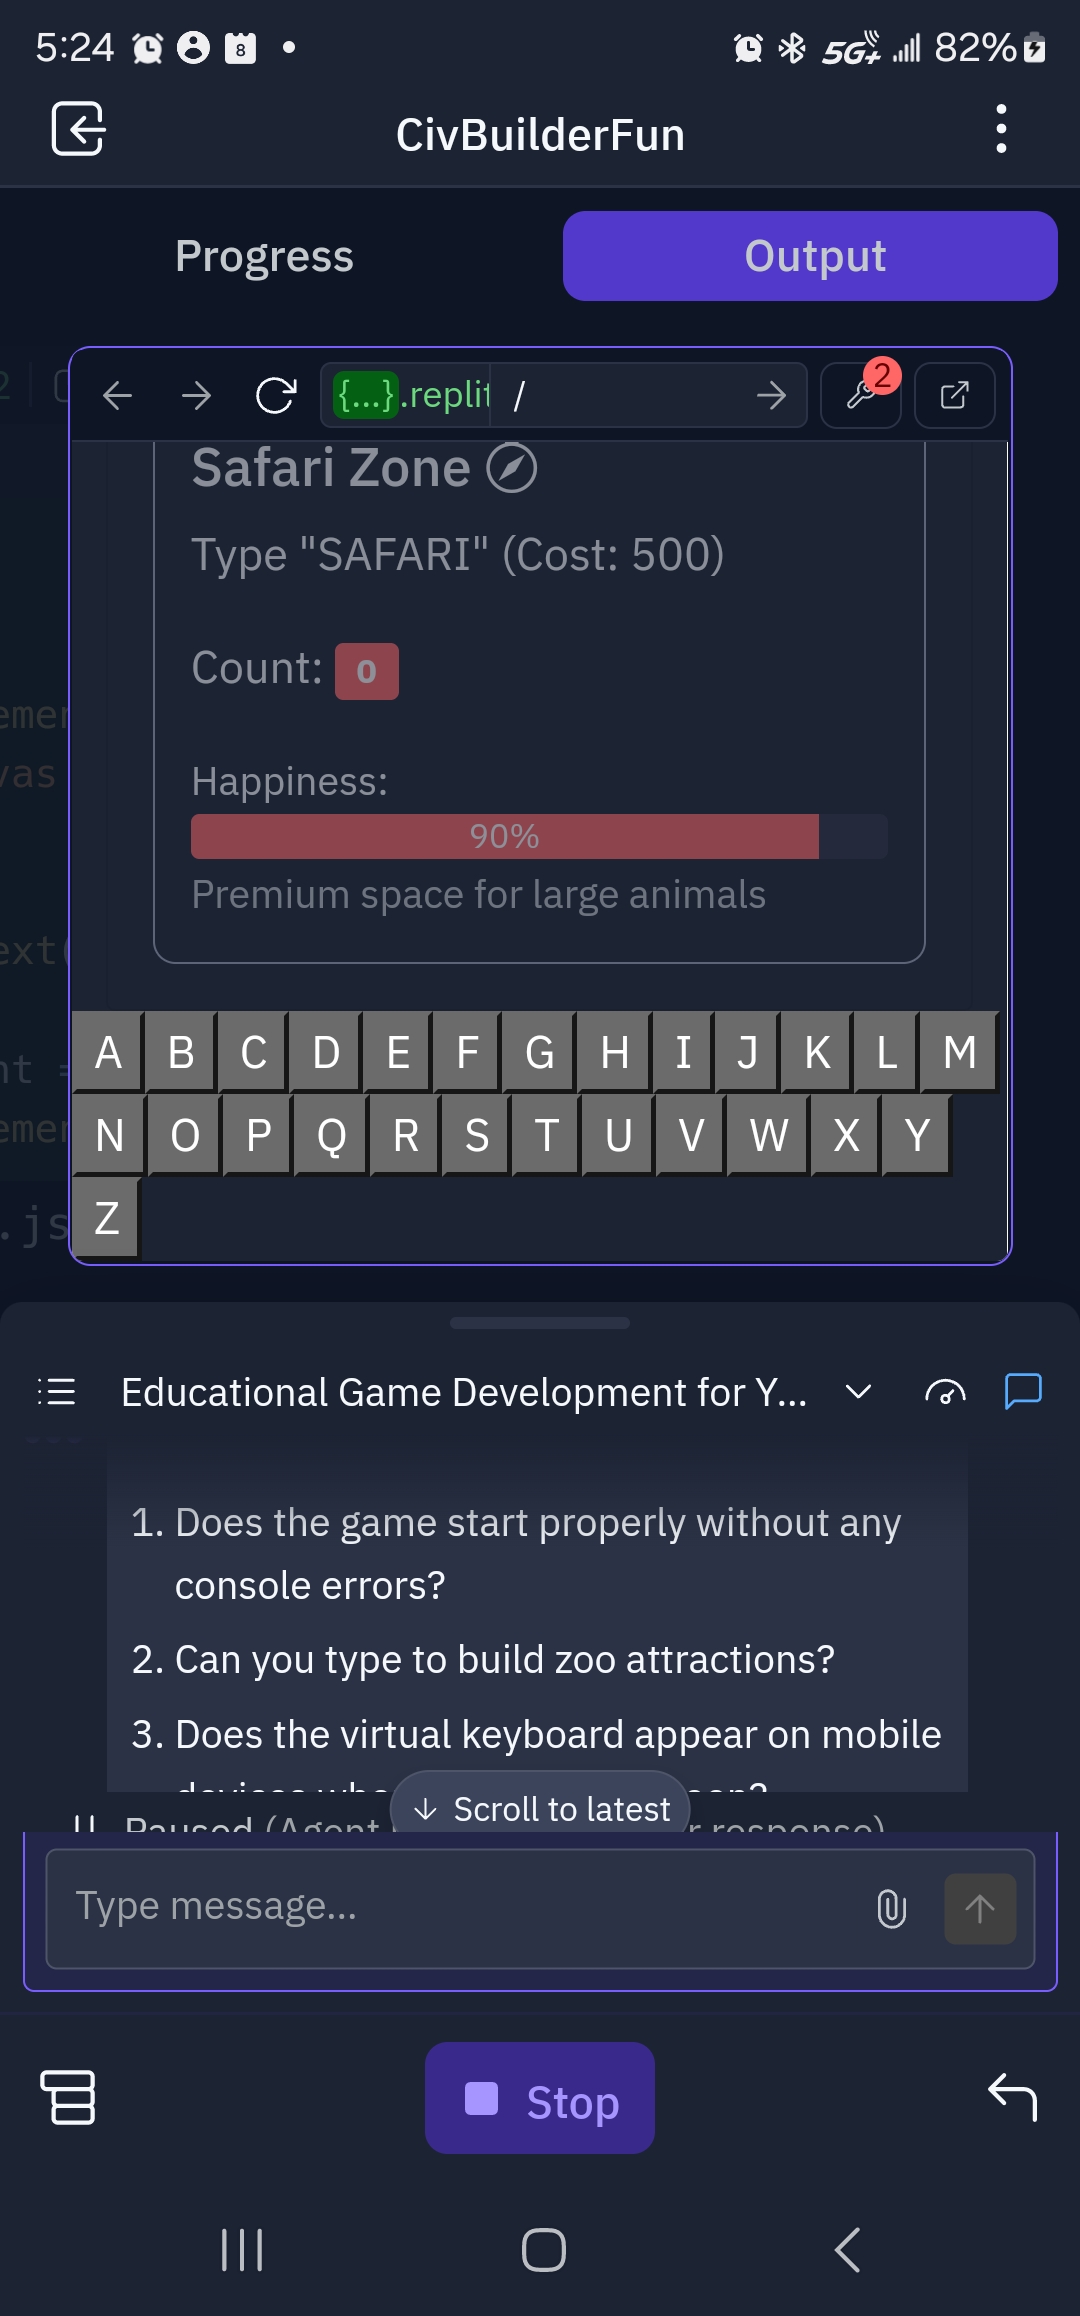 5:24 8 5G+ 82%
CivBuilderFun
Progress Output
{...}.replit / 2
Safari Zone
Type "SAFARI" (Cost: 500)
Count: 0
Happiness:
90%
Premium space for large animals
A B C D E F G H I J K L M
N O P Q R S T U V W X Y
Z
.js
Educational Game Development for Y...
1. Does the game start properly without any
console errors?
2. Can you type to build zoo attractions?
3. Does the virtual keyboard appear on mobile
Scroll to latest
Paused (Agent response)
Type message...
Stop